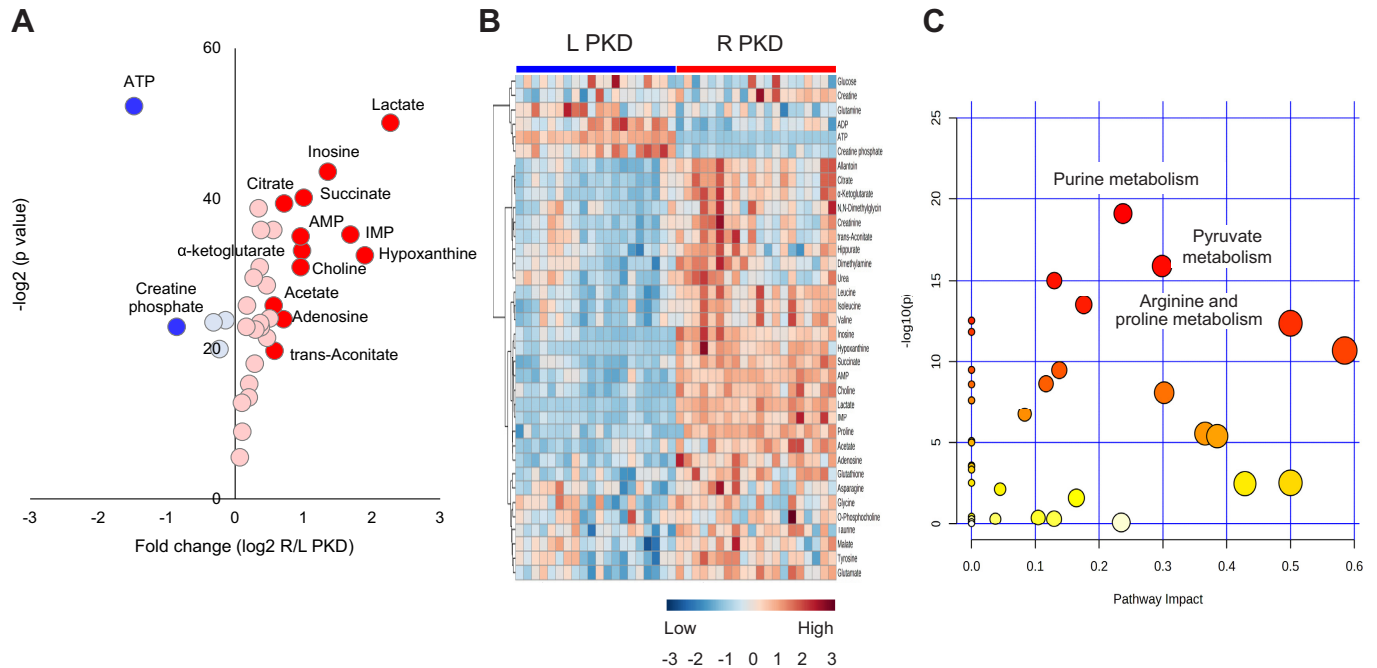 A
60
ATP
Lactate
Inosine
Citrate
Succinate
40
AMP
IMP
α-ketoglutarate
Hypoxanthine
Choline
Creatine
phosphate
Acetate
Adenosine
20
trans-Aconitate
0
-log2 (p value)
-3 -2 -1 0 1 2 3
Fold change (log2 R/L PKD)
B
L PKD R PKD
Glucose
Creatine
Glutamine
ADP
ATP
Creatine phosphate
Allantoin
Citrate
α-Ketoglutarate
N,N-Dimethylglycin
Creatinine
trans-Aconitate
Hippurate
Dimethylamine
Urea
Leucine
Isoleucine
Valine
Inosine
Hypoxanthine
Succinate
AMP
Choline
Lactate
IMP
Proline
Acetate
Adenosine
Glutathione
Asparagine
Glycine
O-Phosphocholine
Taurine
Malate
Tyrosine
Glutamate
Low High
-3 -2 -1 0 1 2 3
C
25
20
15
10
5
0
-log10(p)
Purine metabolism
Pyruvate
metabolism
Arginine and
proline metabolism
0.0 0.1 0.2 0.3 0.4 0.5 0.6
Pathway Impact